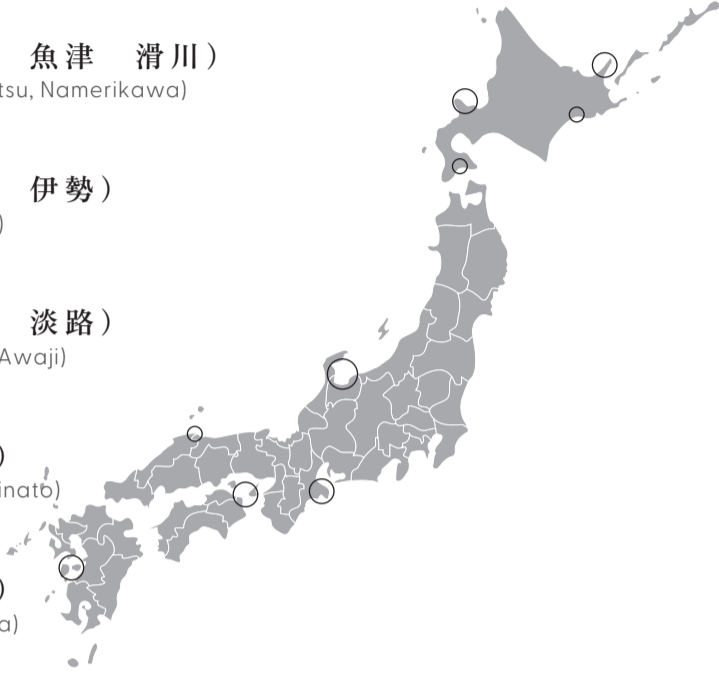 魚津 滑川）
tsu, Namerikawa)
伊勢）
)
淡路）
Awaji)
)
inato)
)
a)